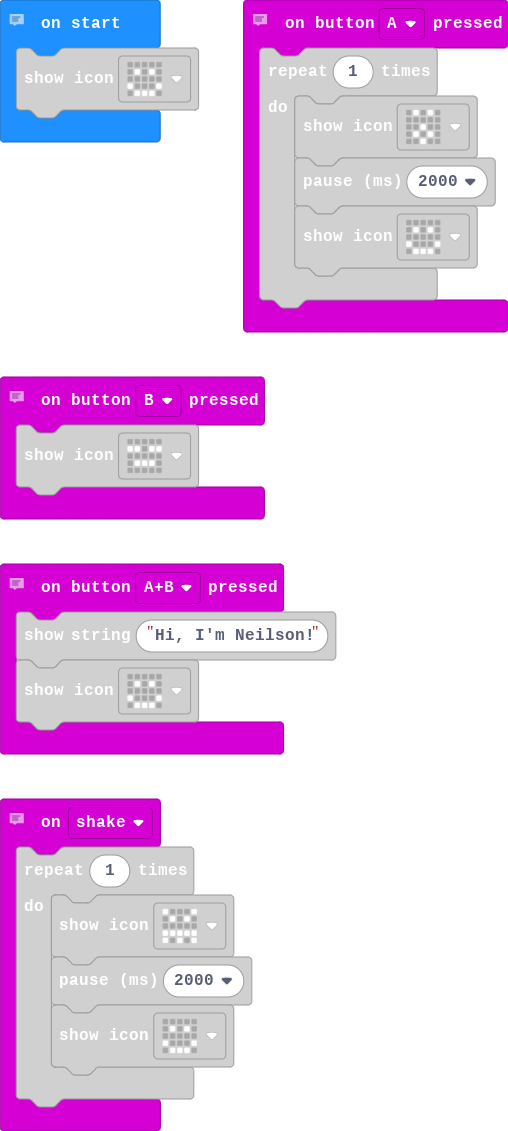 on start
show icon
on button A pressed
repeat 1 times
do
show icon
pause (ms) 2000
show icon
on button B pressed
show icon
on button A+B pressed
show string "Hi, I'm Neilson!"
show icon
on shake
repeat 1 times
do
show icon
pause (ms) 2000
show icon